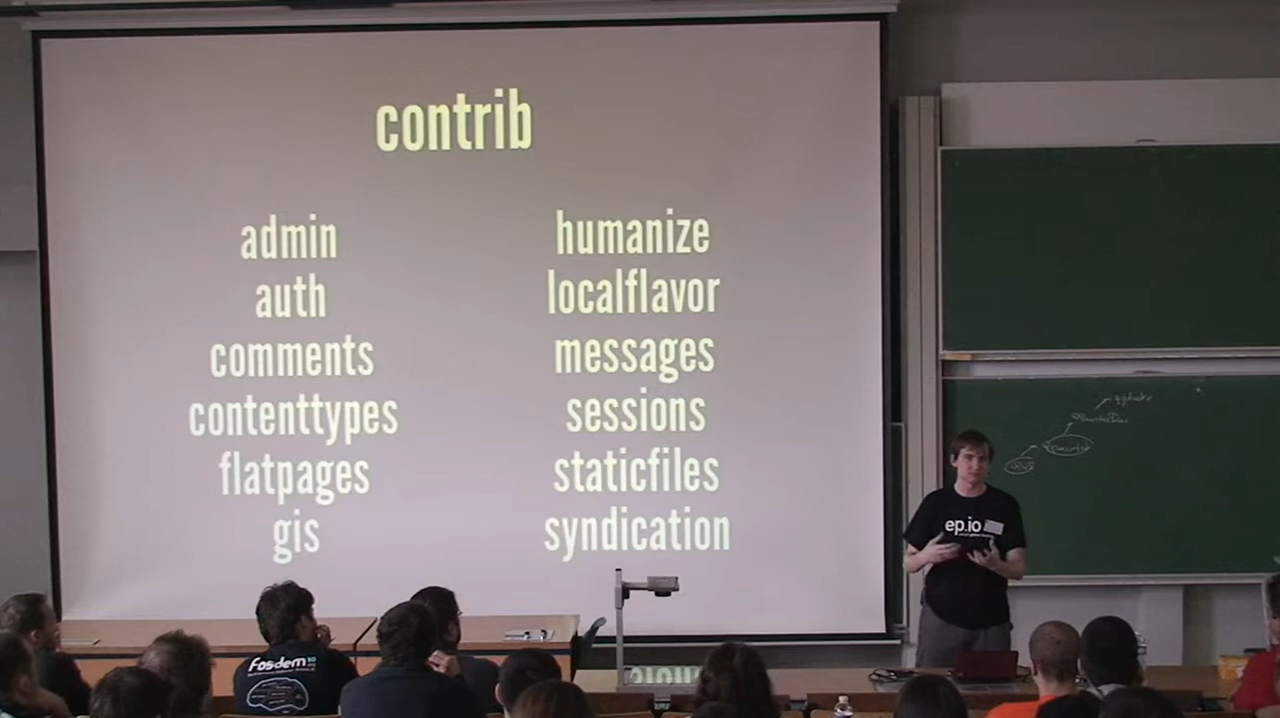 contrib
admin
auth
comments
contenttypes
flatpages
gis
humanize
localflavor
messages
sessions
staticfiles
syndication
ep.io
Fosdem